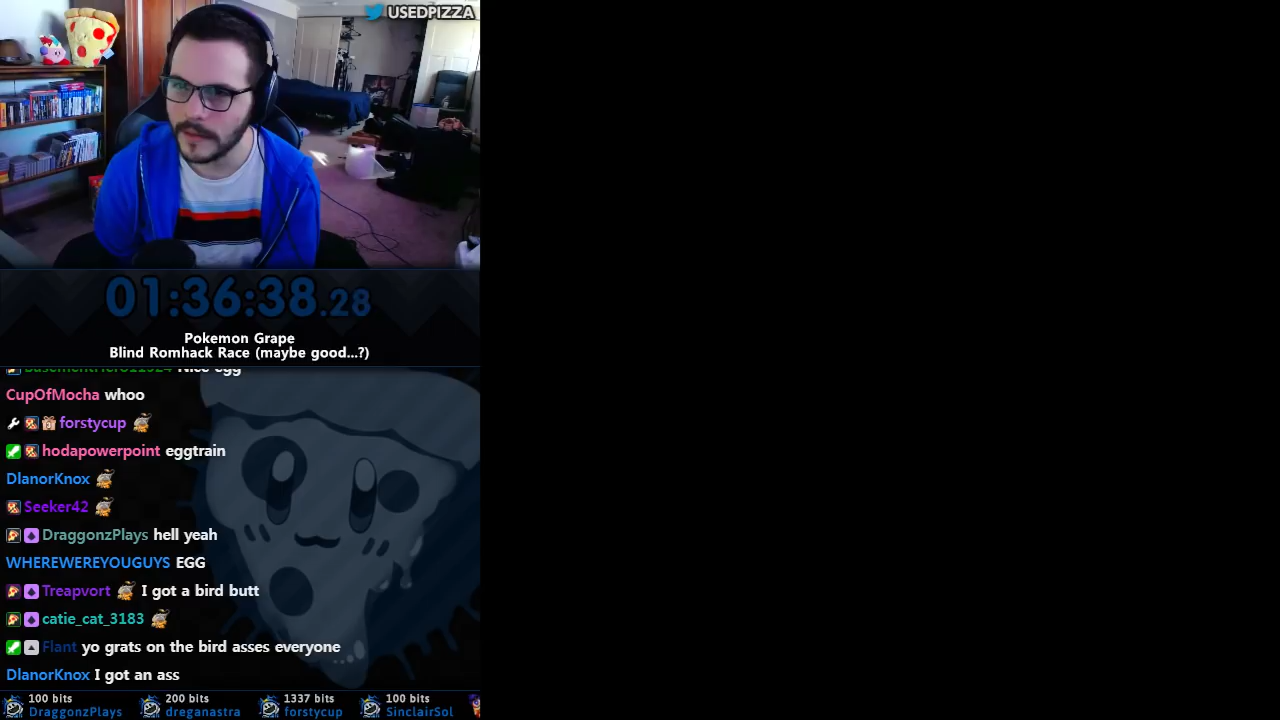 USEDPIZZA
01:36:38.28
Pokemon Grape
Blind Romhack Race (maybe good...?)
Nice egg
CupOfMocha whoo
forstycup
hodapowerpoint eggtrain
DlanorKnox
Seeker42
DraggonzPlays hell yeah
WHEREWEREYOUGUYS EGG
Treapvort I got a bird butt
catie_cat_3183
Flant yo grats on the bird asses everyone
DlanorKnox I got an ass
100 bits 200 bits 1337 bits 100 bits
DraggonzPlays dreganastra forstycup SinclairSol